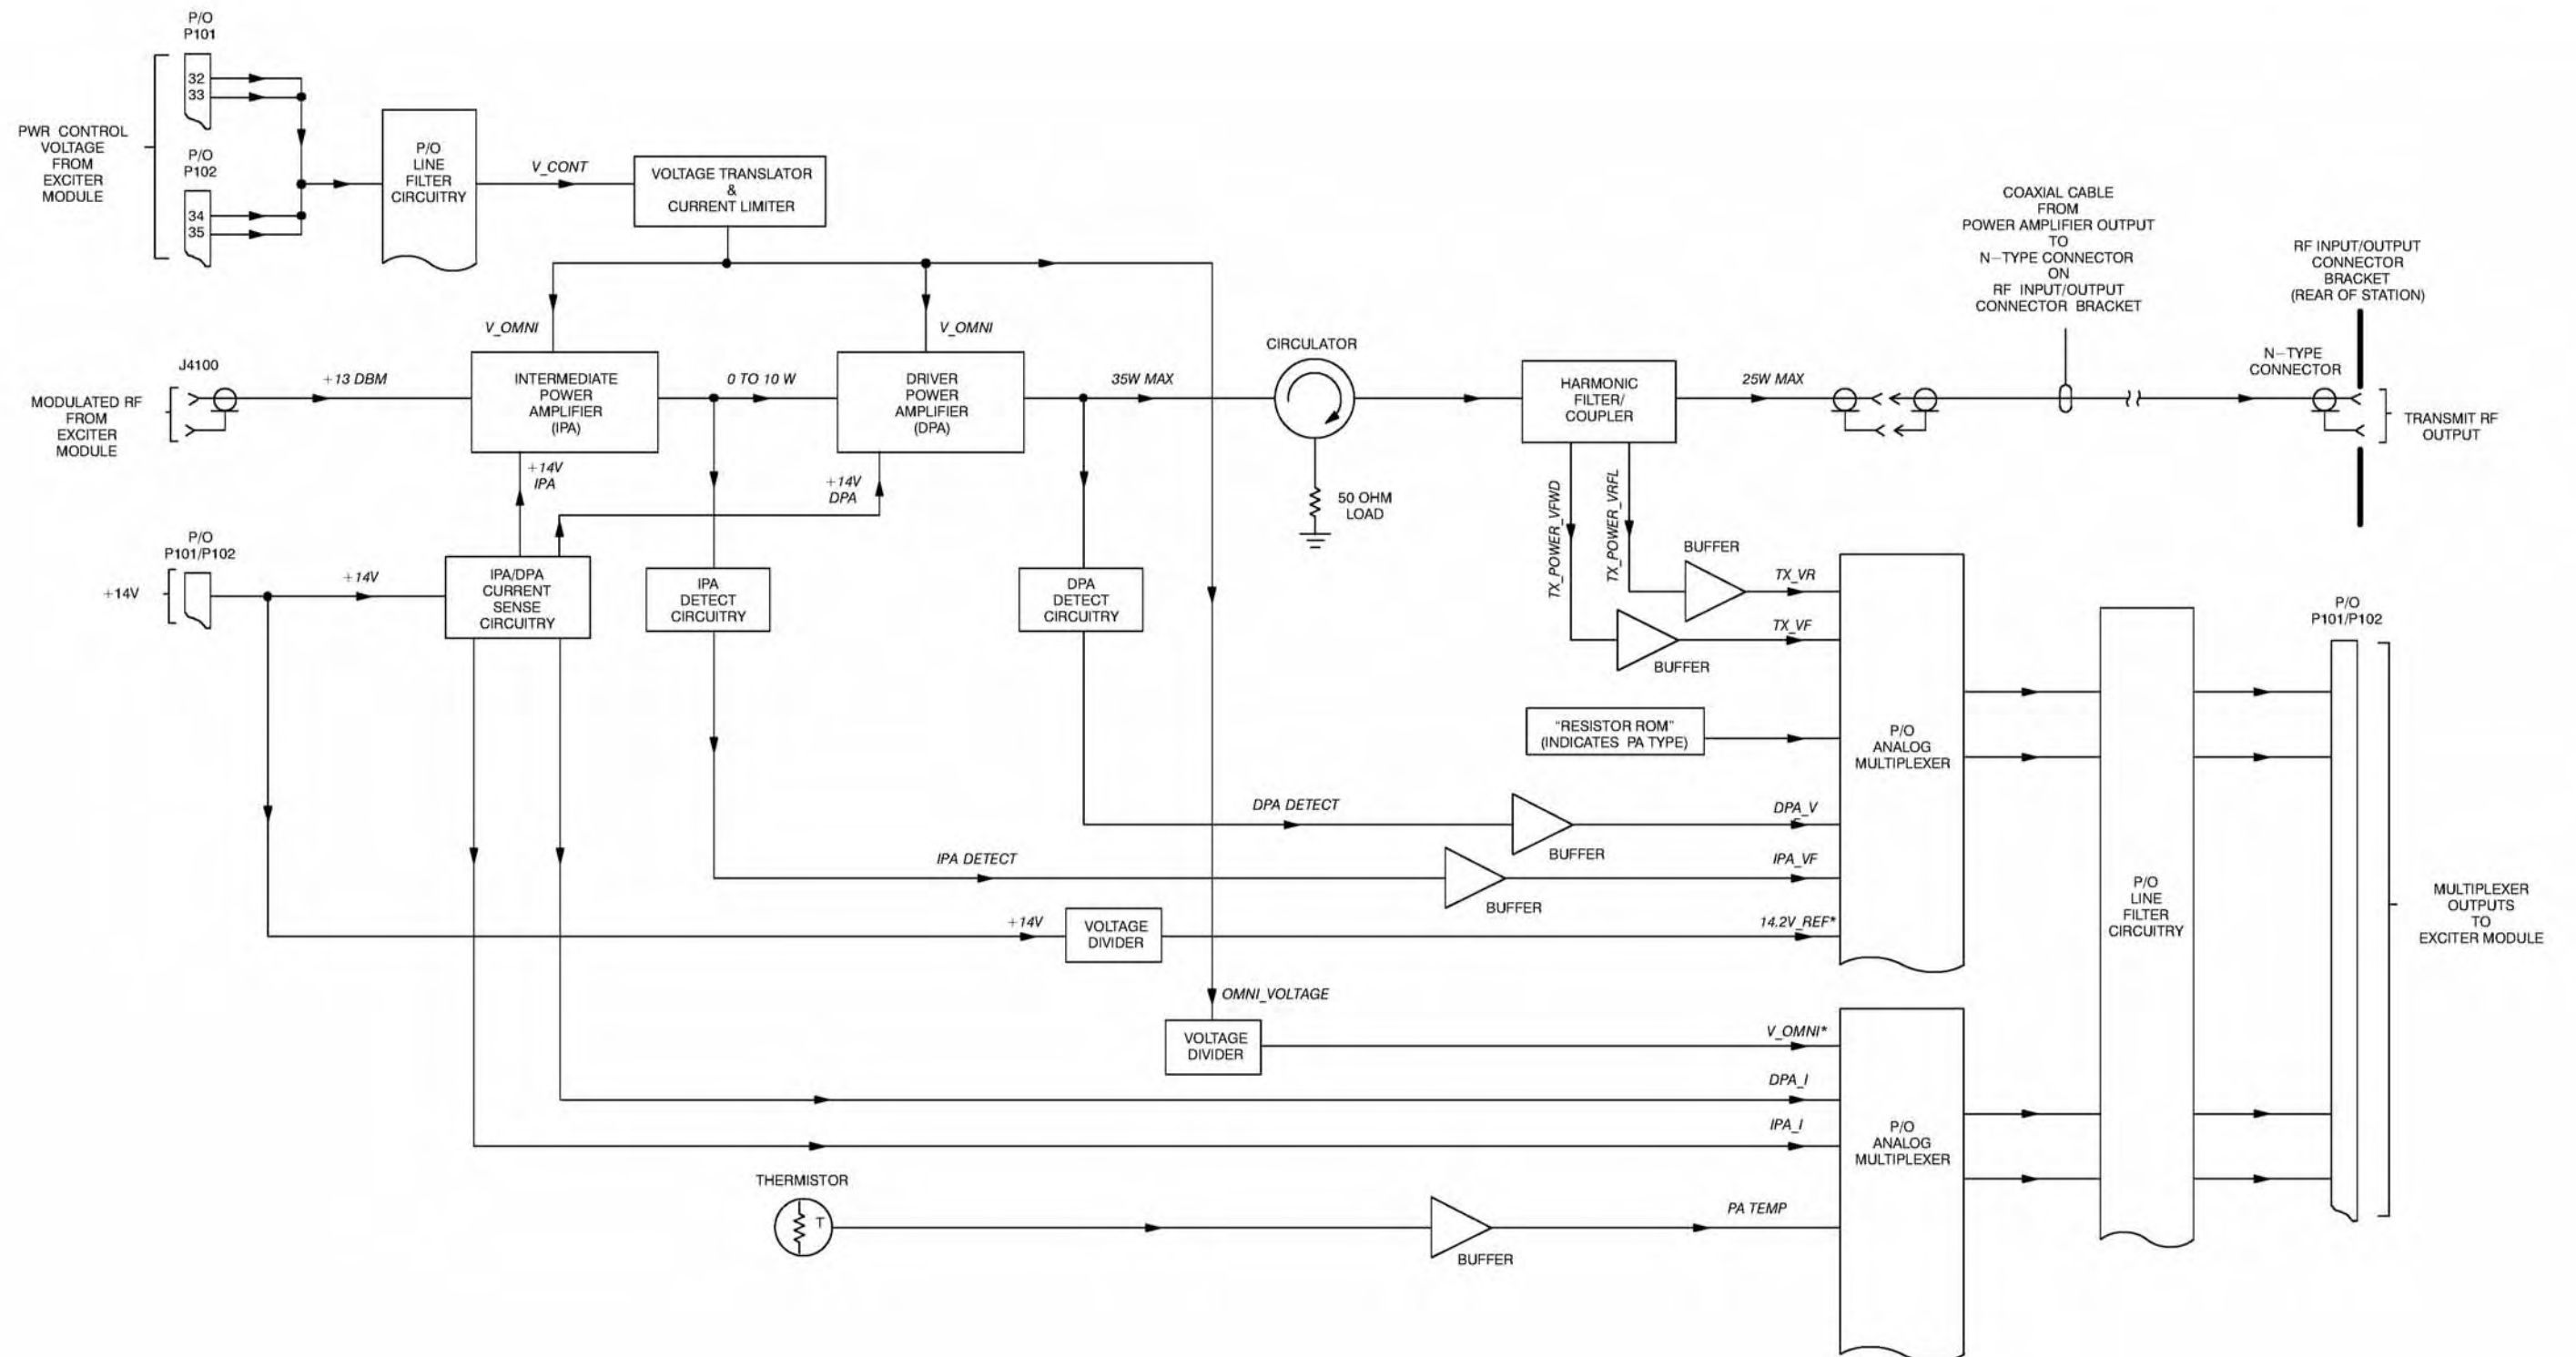 P/O
P101
32
33
PWR CONTROL
VOLTAGE
FROM
EXCITER
MODULE
P/O
P102
34
35
P/O
LINE
FILTER
CIRCUITRY
V_CONT
VOLTAGE TRANSLATOR
&
CURRENT LIMITER
V_OMNI
V_OMNI
J4100
MODULATED RF
FROM
EXCITER
MODULE
+13 DBM
INTERMEDIATE
POWER
AMPLIFIER
(IPA)
0 TO 10 W
DRIVER
POWER
AMPLIFIER
(DPA)
35W MAX
CIRCULATOR
50 OHM
LOAD
HARMONIC
FILTER/
COUPLER
25W MAX
COAXIAL CABLE
FROM
POWER AMPLIFIER OUTPUT
TO
N-TYPE CONNECTOR
ON
RF INPUT/OUTPUT
CONNECTOR BRACKET
RF INPUT/OUTPUT
CONNECTOR
BRACKET
(REAR OF STATION)
N-TYPE
CONNECTOR
TRANSMIT RF
OUTPUT
+14V
IPA
+14V
DPA
P/O
P101/P102
+14V
+14V
IPA/DPA
CURRENT
SENSE
CIRCUITRY
IPA
DETECT
CIRCUITRY
DPA
DETECT
CIRCUITRY
TX_POWER_VFWD
TX_POWER_VRFL
BUFFER
TX_VR
TX_VF
BUFFER
"RESISTOR ROM"
(INDICATES PA TYPE)
P/O
ANALOG
MULTIPLEXER
DPA DETECT
BUFFER
DPA_V
IPA DETECT
BUFFER
IPA_VF
+14V
VOLTAGE
DIVIDER
14.2V_REF*
OMNI_VOLTAGE
VOLTAGE
DIVIDER
V_OMNI*
DPA_I
IPA_I
P/O
ANALOG
MULTIPLEXER
THERMISTOR
T
BUFFER
PA TEMP
P/O
LINE
FILTER
CIRCUITRY
P/O
P101/P102
MULTIPLEXER
OUTPUTS
TO
EXCITER MODULE